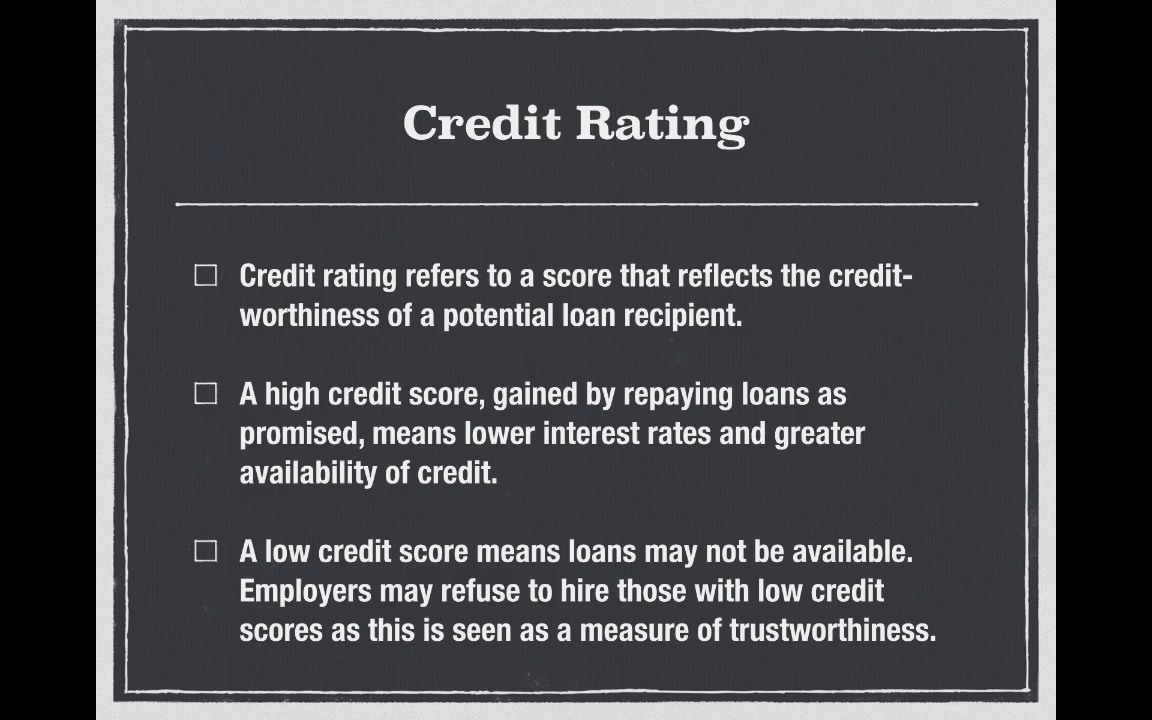 Credit Rating
Credit rating refers to a score that reflects the credit-
worthiness of a potential loan recipient.
A high credit score, gained by repaying loans as
promised, means lower interest rates and greater
availability of credit.
A low credit score means loans may not be available.
Employers may refuse to hire those with low credit
scores as this is seen as a measure of trustworthiness.